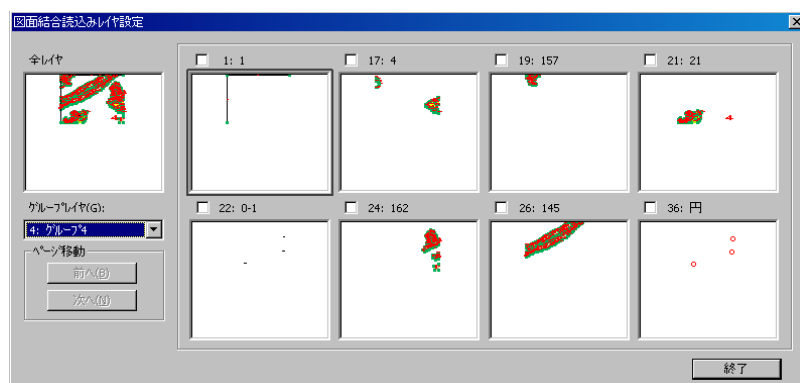 図面結合読込みレイヤ設定
全レイヤ
1: 1
17: 4
19: 157
21: 21
グループレイヤ(G):
4: グループ4
22: 0-1
24: 162
26: 145
36: 円
ページ移動
前へ(B)
次へ(N)
終了